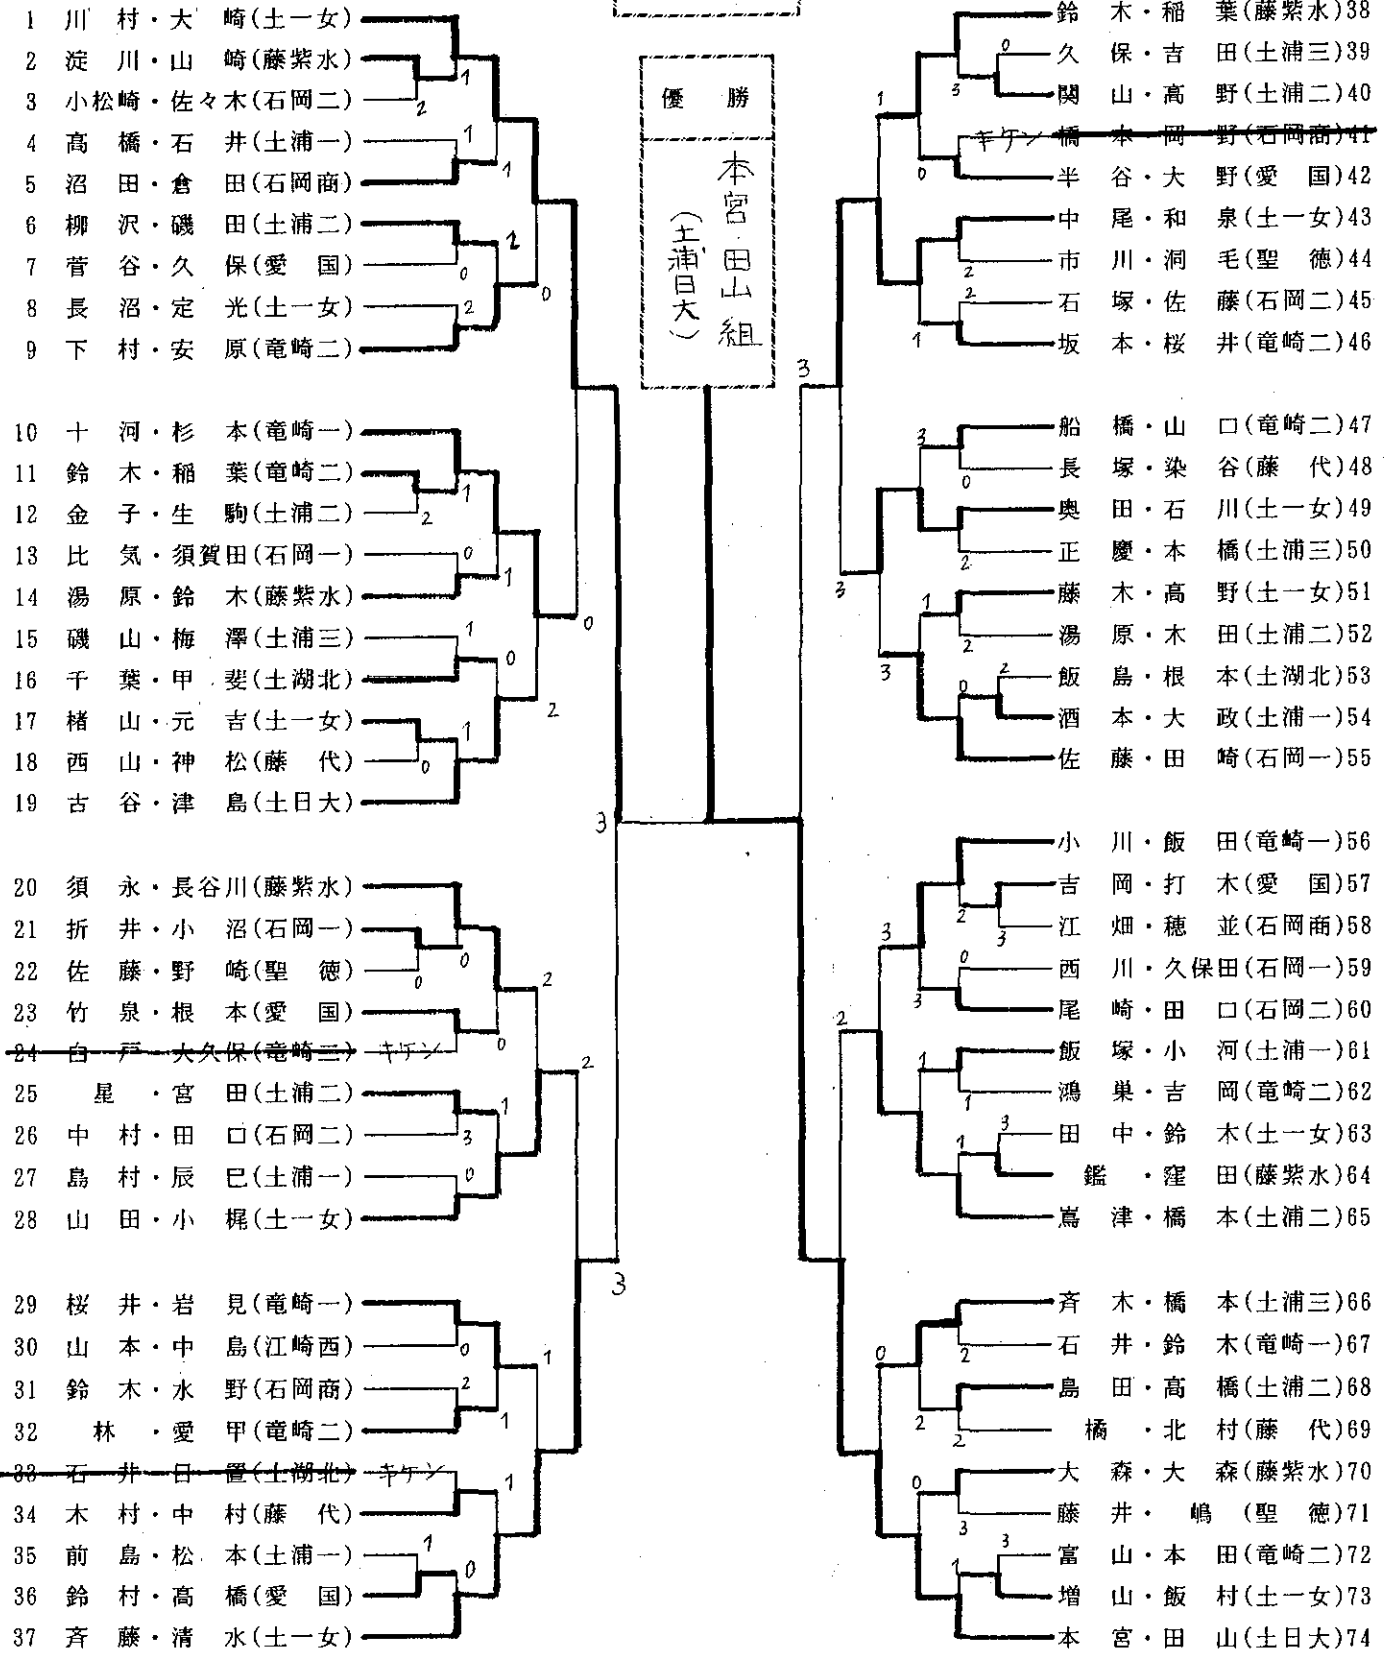 1 川村・大崎(土一女)
2 淀川・山崎(藤紫水)
3 小松崎・佐々木(石岡二)
4 高橋・石井(土浦一)
5 沼田・倉田(石岡商)
6 柳沢・磯田(土浦二)
7 菅谷・久保(愛国)
8 長沼・定光(土一女)
9 下村・安原(竜崎二)
10 十河・杉本(竜崎一)
11 鈴木・稲葉(竜崎二)
12 金子・生駒(土浦二)
13 比気・須賀田(石岡一)
14 湯原・鈴木(藤紫水)
15 磯山・梅澤(土浦三)
16 千葉・甲斐(土湖北)
17 楮山・元吉(土一女)
18 西山・神松(藤代)
19 古谷・津島(土日大)
20 須永・長谷川(藤紫水)
21 折井・小沼(石岡一)
22 佐藤・野崎(聖徳)
23 竹泉・根本(愛国)
24 白戸・大久保(竜崎二) キケン
25 星・宮田(土浦二)
26 中村・田口(石岡二)
27 島村・辰巳(土浦一)
28 山田・小梶(土一女)
29 桜井・岩見(竜崎一)
30 山本・中島(江崎西)
31 鈴木・水野(石岡商)
32 林・愛甲(竜崎二)
33 石井・日置(土湖北) キケン
34 木村・中村(藤代)
35 前島・松本(土浦一)
36 鈴村・高橋(愛国)
37 斉藤・清水(土一女)
優勝
本宮・田山組
(土浦日大)
鈴木・稲葉(藤紫水)38
久保・吉田(土浦三)39
関山・高野(土浦二)40
キケン 橋本・岡野(石岡商)41
半谷・大野(愛国)42
中尾・和泉(土一女)43
市川・洞毛(聖徳)44
石塚・佐藤(石岡二)45
坂本・桜井(竜崎二)46
船橋・山口(竜崎二)47
長塚・染谷(藤代)48
奥田・石川(土一女)49
正慶・本橋(土浦三)50
藤木・高野(土一女)51
湯原・木田(土浦二)52
飯島・根本(土湖北)53
酒本・大政(土浦一)54
佐藤・田崎(石岡一)55
小川・飯田(竜崎一)56
吉岡・打木(愛国)57
江畑・穂並(石岡商)58
西川・久保田(石岡一)59
尾崎・田口(石岡二)60
飯塚・小河(土浦一)61
鴻巣・吉岡(竜崎二)62
田中・鈴木(土一女)63
鑑・窪田(藤紫水)64
嶌津・橋本(土浦二)65
斉木・橋本(土浦三)66
石井・鈴木(竜崎一)67
島田・高橋(土浦二)68
橘・北村(藤代)69
大森・大森(藤紫水)70
藤井・嶋(聖徳)71
富山・本田(竜崎二)72
増山・飯村(土一女)73
本宮・田山(土日大)74